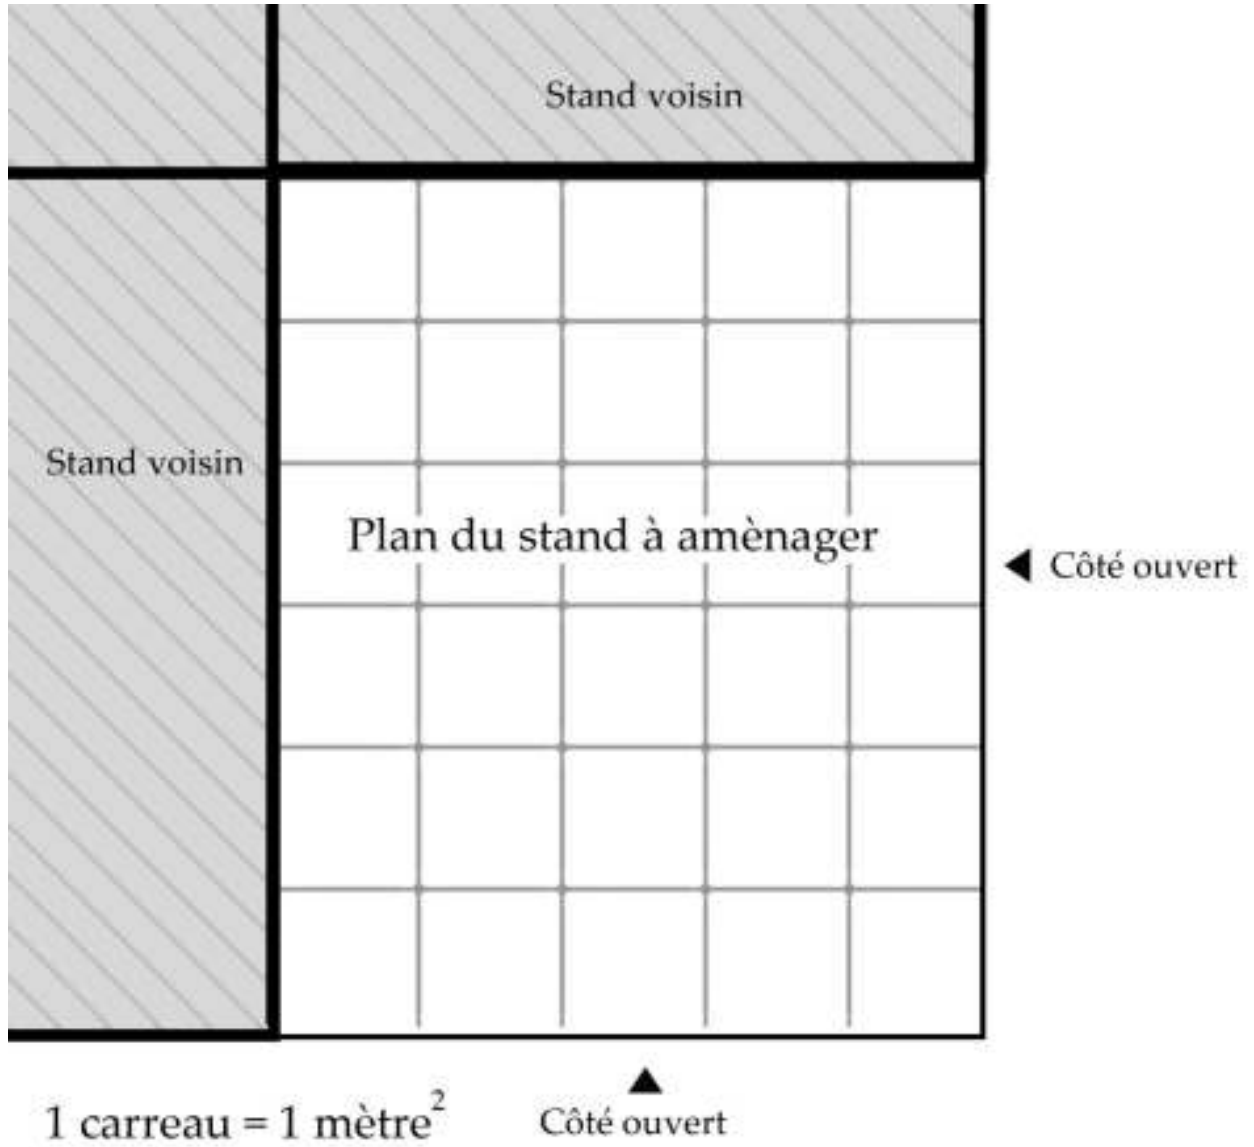 Stand voisin
Stand voisin
Plan du stand à amènager
Côté ouvert
1 carreau = 1 mètre²
Côté ouvert